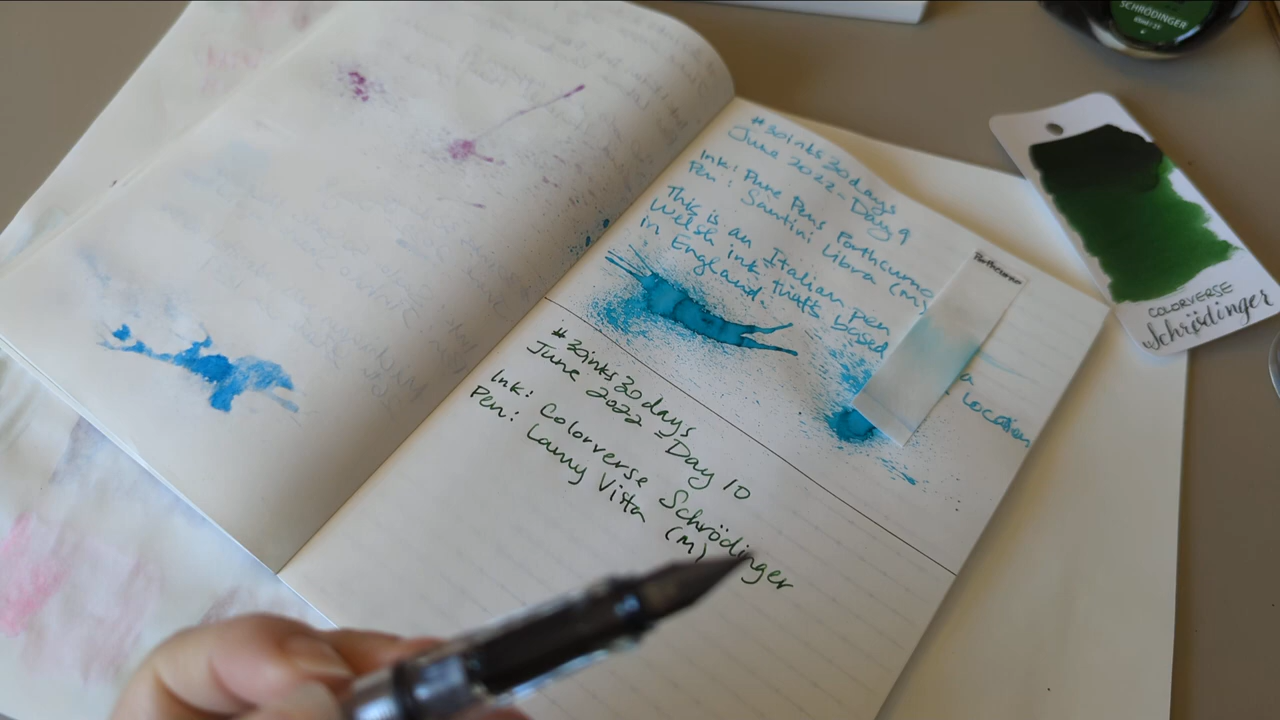 #30inks30days
June 2022 - Day 9
Ink: Pure Pens Porthcurno
Pen: Santini Libra (M)
This is an Italian pen
Welsh ink that's based
in England.
Porthcurno
a
location
#30inks30days
June 2022 - Day 10
Ink: Colorverse Schrödinger
Pen: Lamy Vista (M)
SCHRÖDINGER
COLORVERSE
Schrödinger